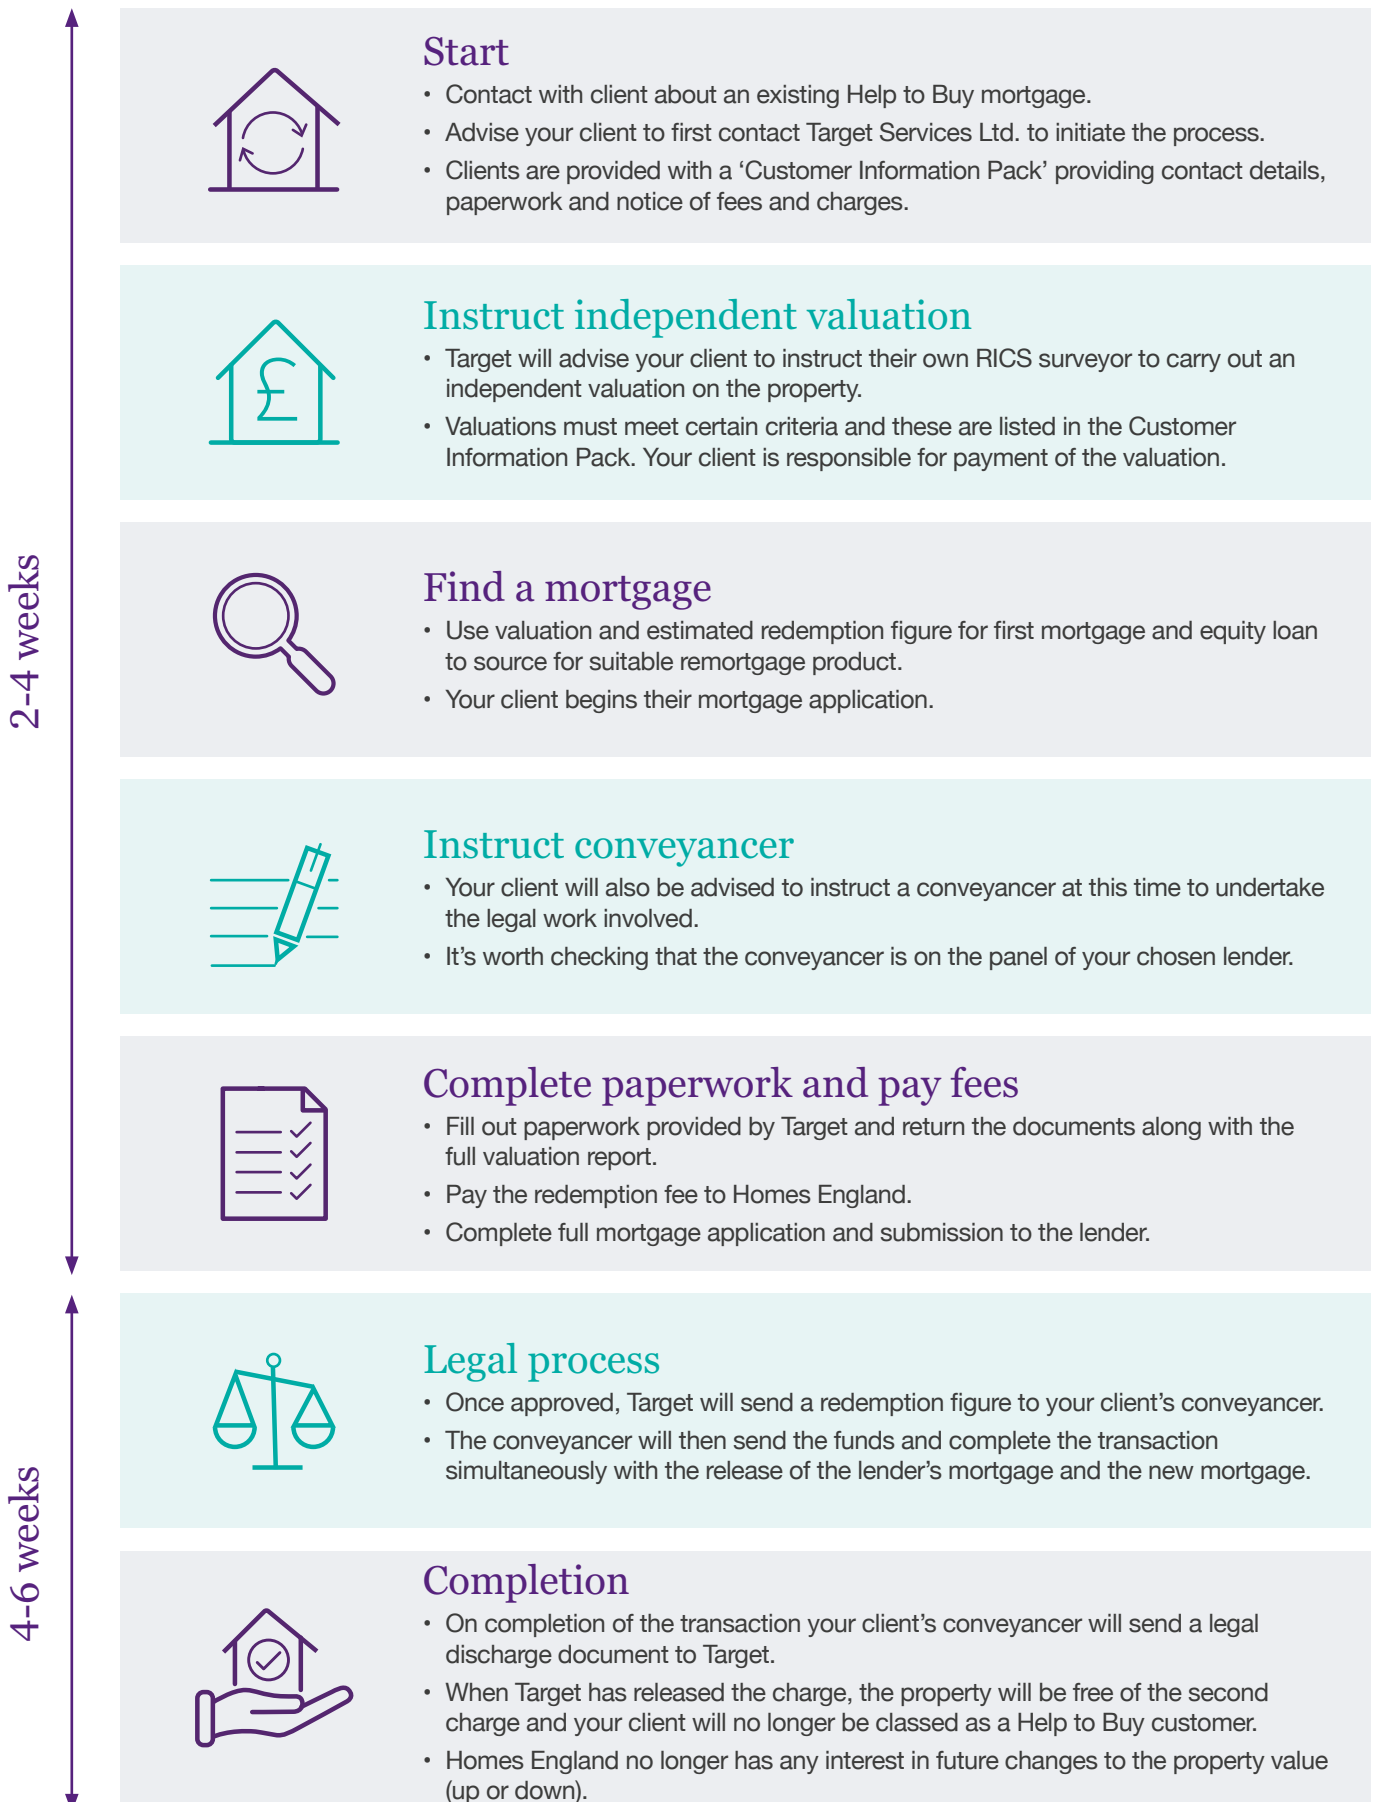 2-4 weeks
Start
• Contact with client about an existing Help to Buy mortgage.
• Advise your client to first contact Target Services Ltd. to initiate the process.
• Clients are provided with a ‘Customer Information Pack’ providing contact details,
paperwork and notice of fees and charges.
£
Instruct independent valuation
• Target will advise your client to instruct their own RICS surveyor to carry out an
independent valuation on the property.
• Valuations must meet certain criteria and these are listed in the Customer
Information Pack. Your client is responsible for payment of the valuation.
Find a mortgage
• Use valuation and estimated redemption figure for first mortgage and equity loan
to source for suitable remortgage product.
• Your client begins their mortgage application.
Instruct conveyancer
• Your client will also be advised to instruct a conveyancer at this time to undertake
the legal work involved.
• It’s worth checking that the conveyancer is on the panel of your chosen lender.
Complete paperwork and pay fees
• Fill out paperwork provided by Target and return the documents along with the
full valuation report.
• Pay the redemption fee to Homes England.
• Complete full mortgage application and submission to the lender.
4-6 weeks
Legal process
• Once approved, Target will send a redemption figure to your client’s conveyancer.
• The conveyancer will then send the funds and complete the transaction
simultaneously with the release of the lender’s mortgage and the new mortgage.
Completion
• On completion of the transaction your client’s conveyancer will send a legal
discharge document to Target.
• When Target has released the charge, the property will be free of the second
charge and your client will no longer be classed as a Help to Buy customer.
• Homes England no longer has any interest in future changes to the property value
(up or down).